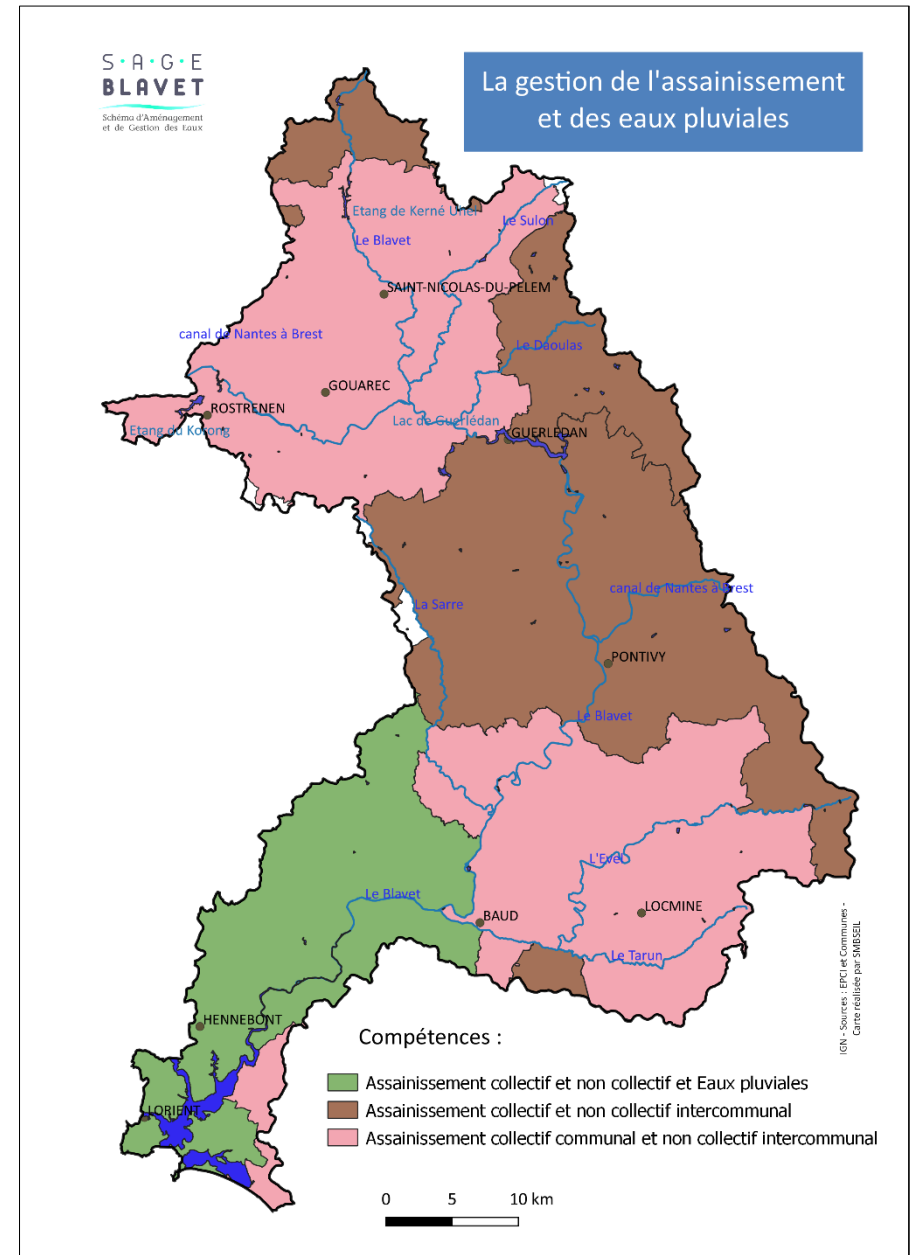 S·A·G·E
BLAVET
Schéma d'Aménagement
et de Gestion des Eaux
La gestion de l'assainissement
et des eaux pluviales
Etang de Kerné Uhel
Le Sulon
Le Blavet
SAINT-NICOLAS-DU-PELEM
canal de Nantes à Brest
Le Daoulas
GOUAREC
ROSTRENEN
Lac de Guerlédan
Etang du Korong
GUERLEDAN
canal de Nantes à Brest
La Sarre
PONTIVY
Le Blavet
L'Evel
Le Blavet
LOCMINE
BAUD
Le Tarun
HENNEBONT
LORIENT
IGN - Sources : EPCI et Communes -
Carte réalisée par SMBSEIL
Compétences :
Assainissement collectif et non collectif et Eaux pluviales
Assainissement collectif et non collectif intercommunal
Assainissement collectif communal et non collectif intercommunal
0 5 10 km